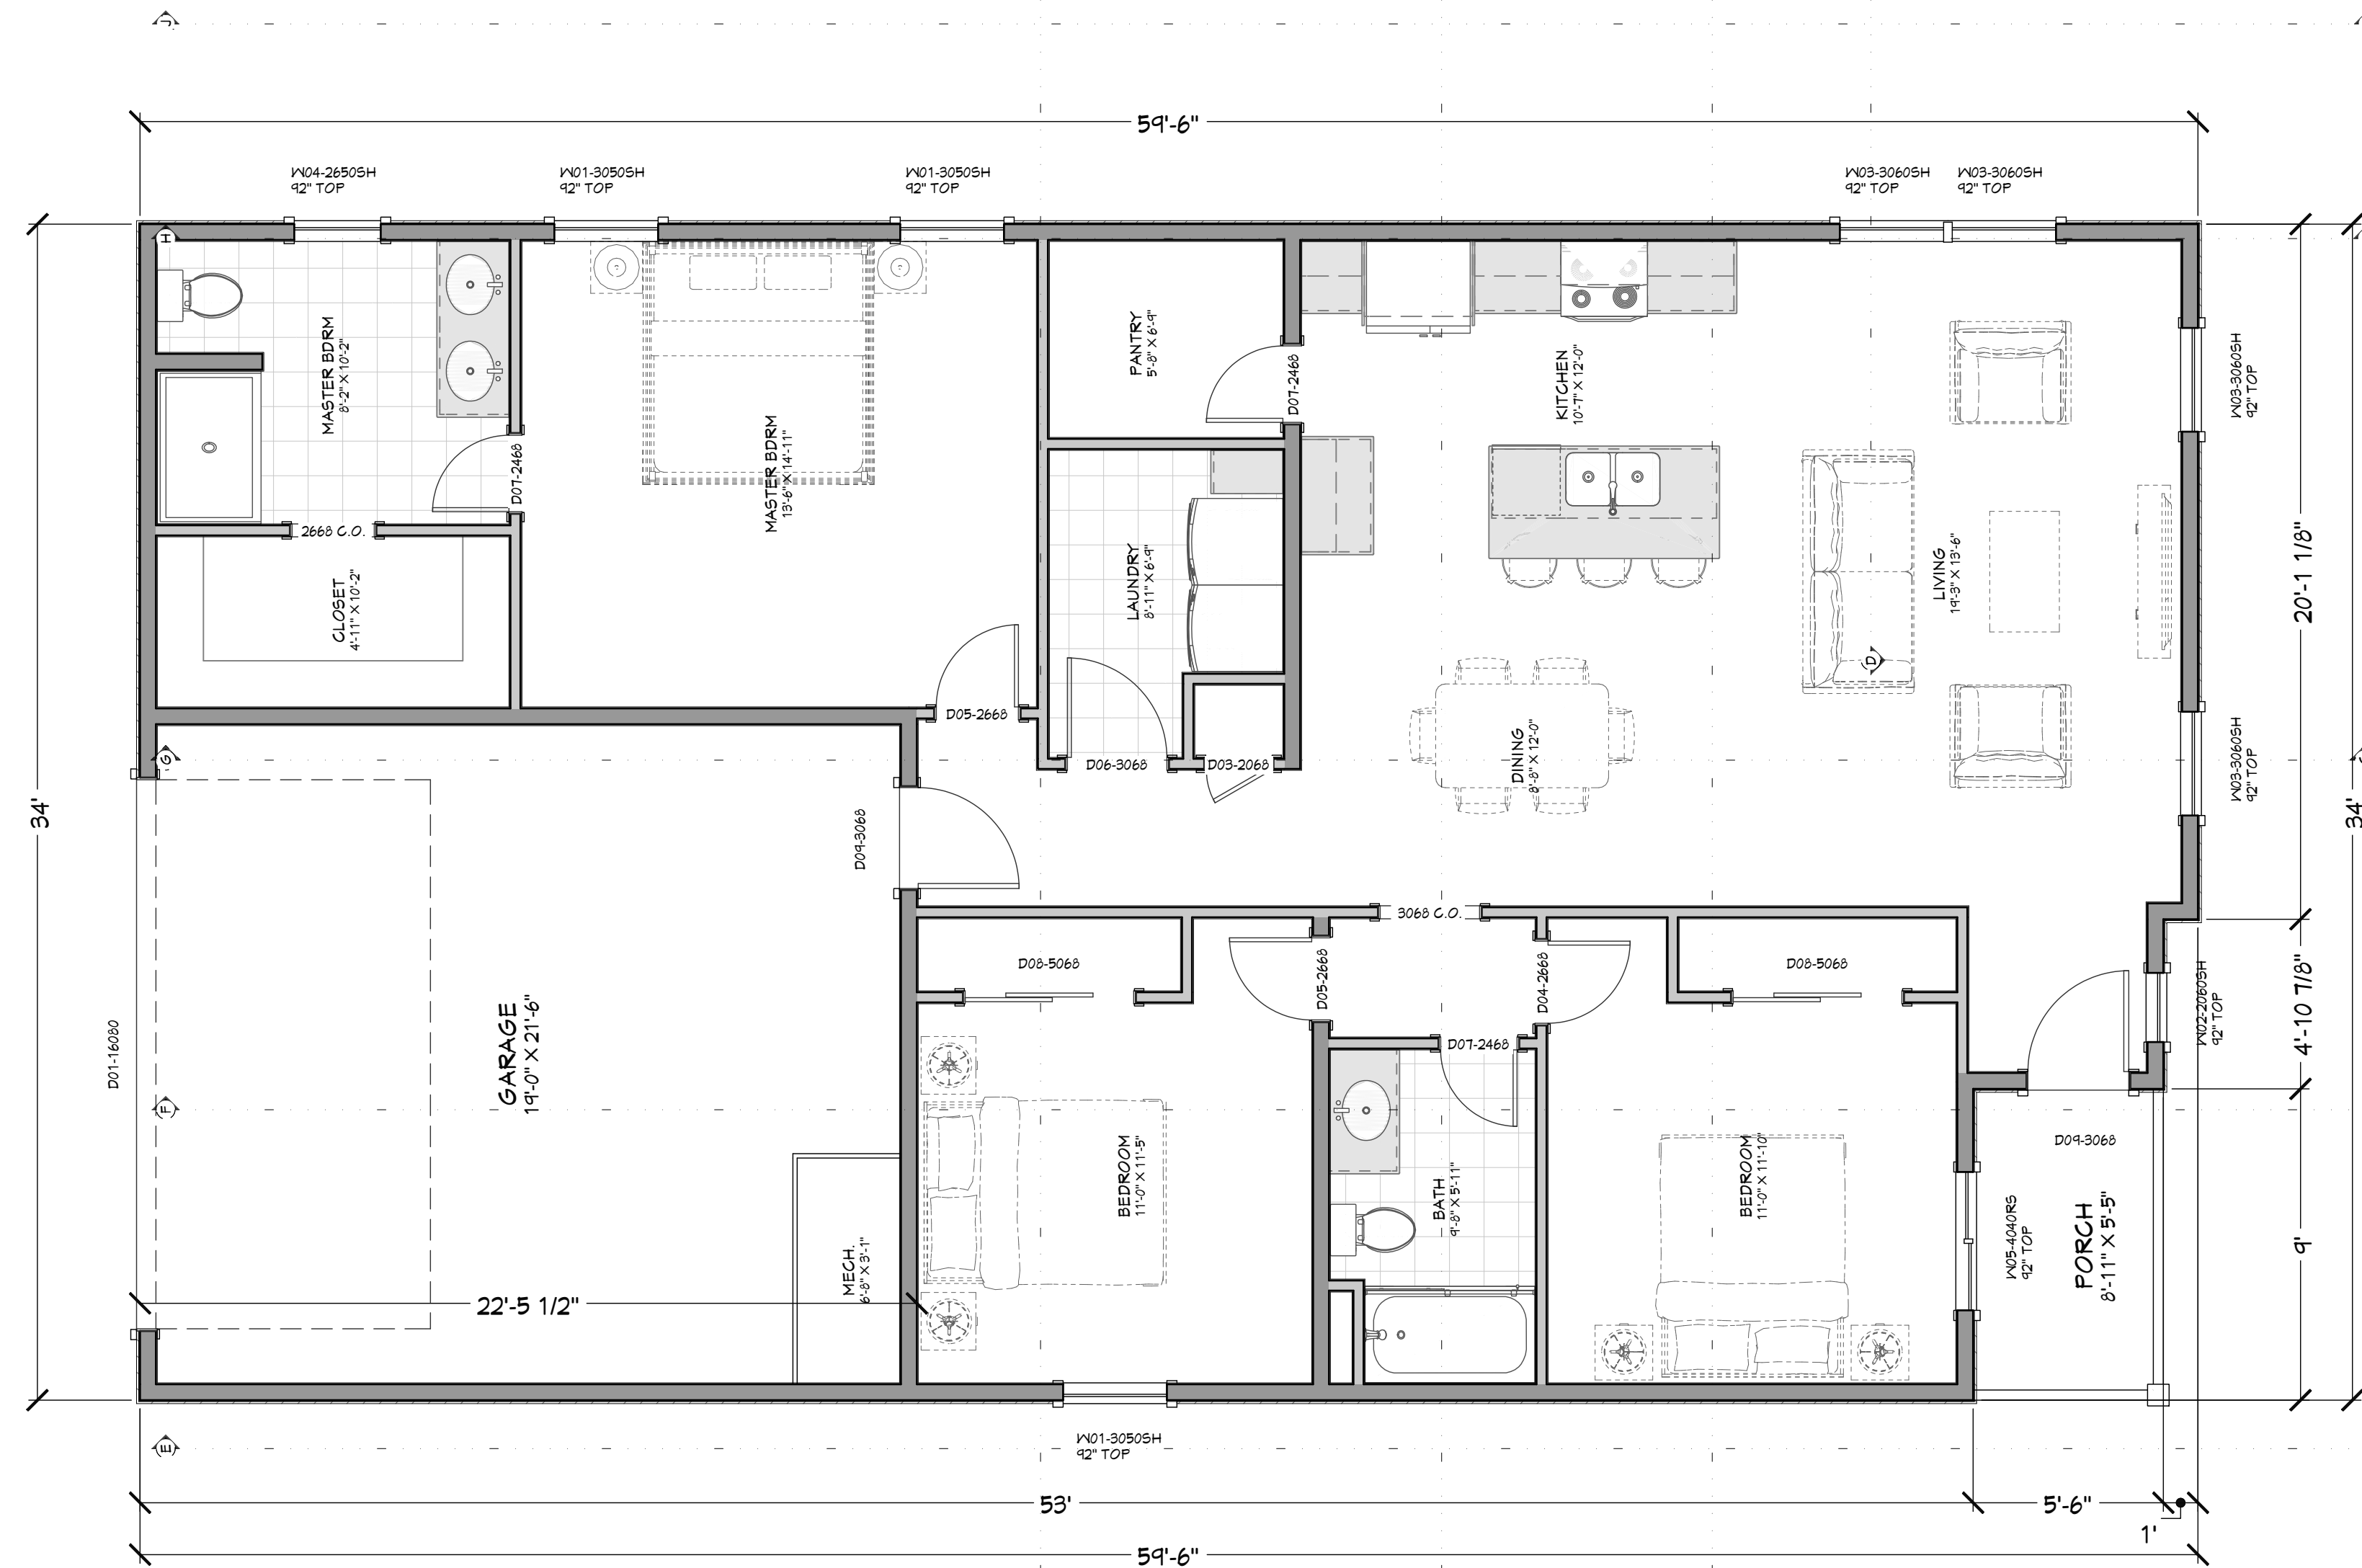 59'-6"
W04-2650SH
92" TOP
W01-3050SH
92" TOP
W01-3050SH
92" TOP
W03-3060SH
92" TOP
W03-3060SH
92" TOP
H
MASTER BDRM
8'-2" X 10'-2"
D07-2468
2668 C.O.
CLOSET
4'-11" X 10'-2"
MASTER BDRM
13'-6" X 14'-11"
D05-2668
PANTRY
5'-8" X 6'-9"
D07-2468
LAUNDRY
8'-11" X 6'-9"
D06-3068
D03-2068
KITCHEN
10'-7" X 12'-0"
DINING
8'-8" X 12'-0"
LIVING
19'-3" X 13'-6"
D
W03-3060SH
92" TOP
W03-3060SH
92" TOP
20'-1 1/8"
34'
34'
G
D09-3068
D01-16080
GARAGE
19'-0" X 21'-6"
F
22'-5 1/2"
MECH.
6'-8" X 3'-1"
D08-5068
BEDROOM
11'-0" X 11'-5"
D05-2668
3068 C.O.
D04-2668
D07-2468
BATH
9'-8" X 5'-11"
D08-5068
BEDROOM
11'-0" X 11'-10"
W02-2060SH
92" TOP
4'-10 7/8"
D09-3068
W05-4040RS
92" TOP
PORCH
8'-11" X 5'-5"
9'
E
W01-3050SH
92" TOP
53'
5'-6"
1'
59'-6"